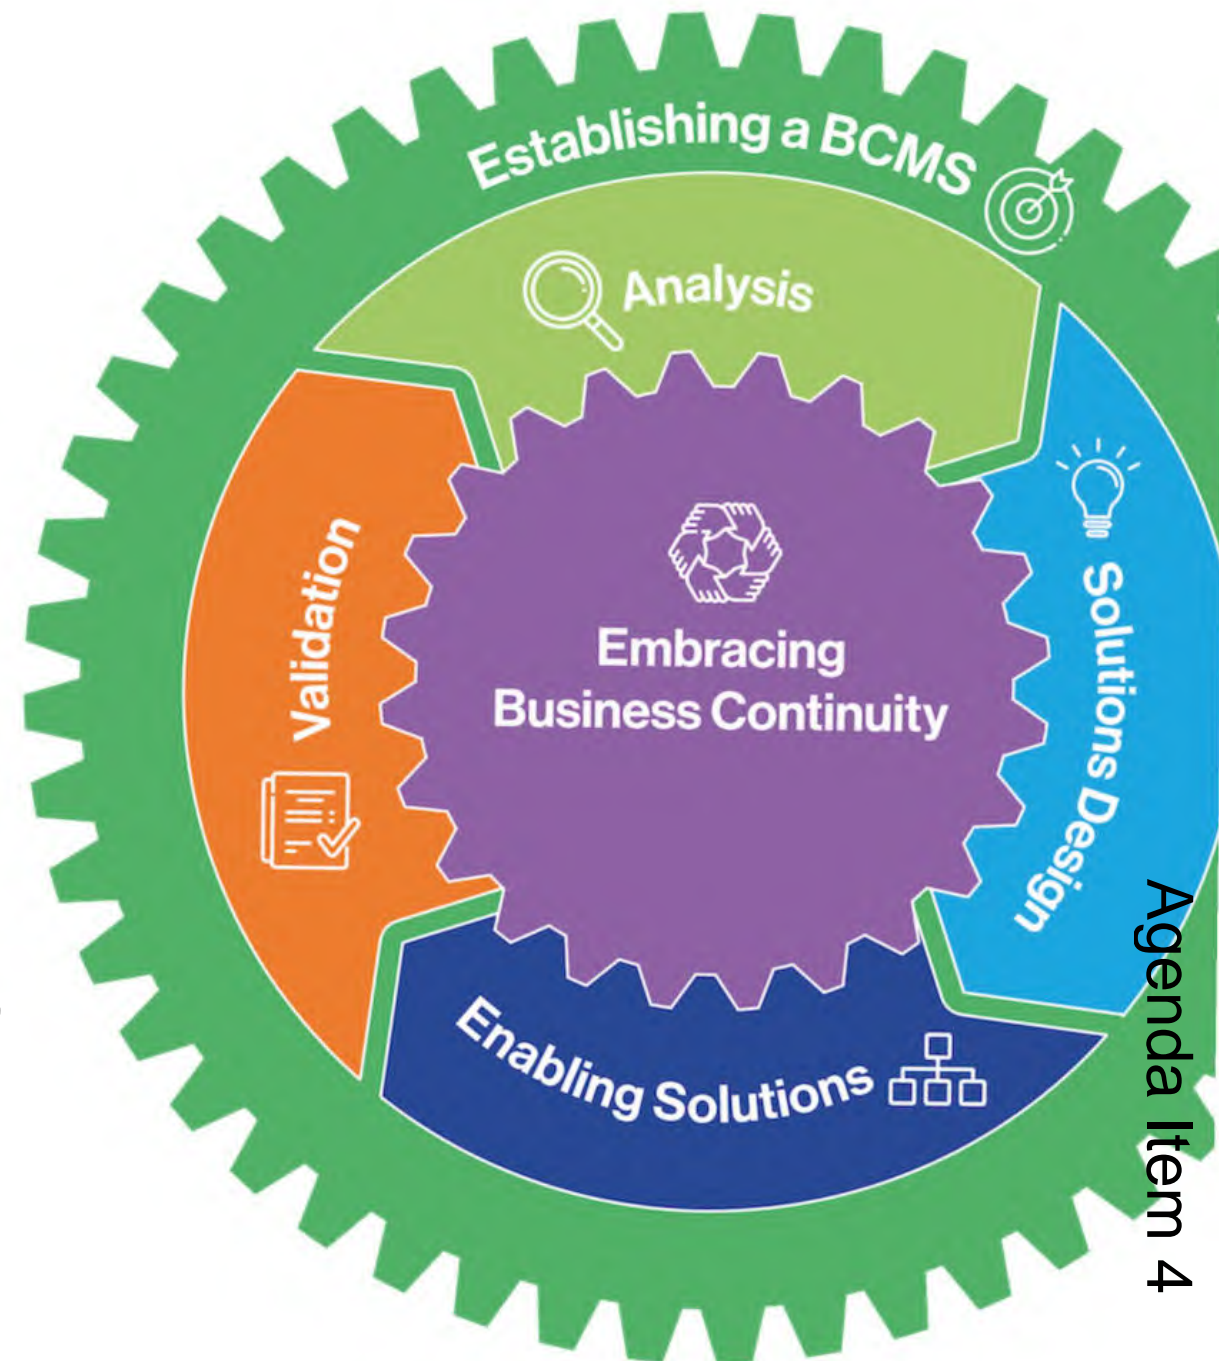 Establishing a BCMS
Analysis
Solutions Design
Enabling Solutions
Validation
Embracing
Business Continuity
Agenda Item 4